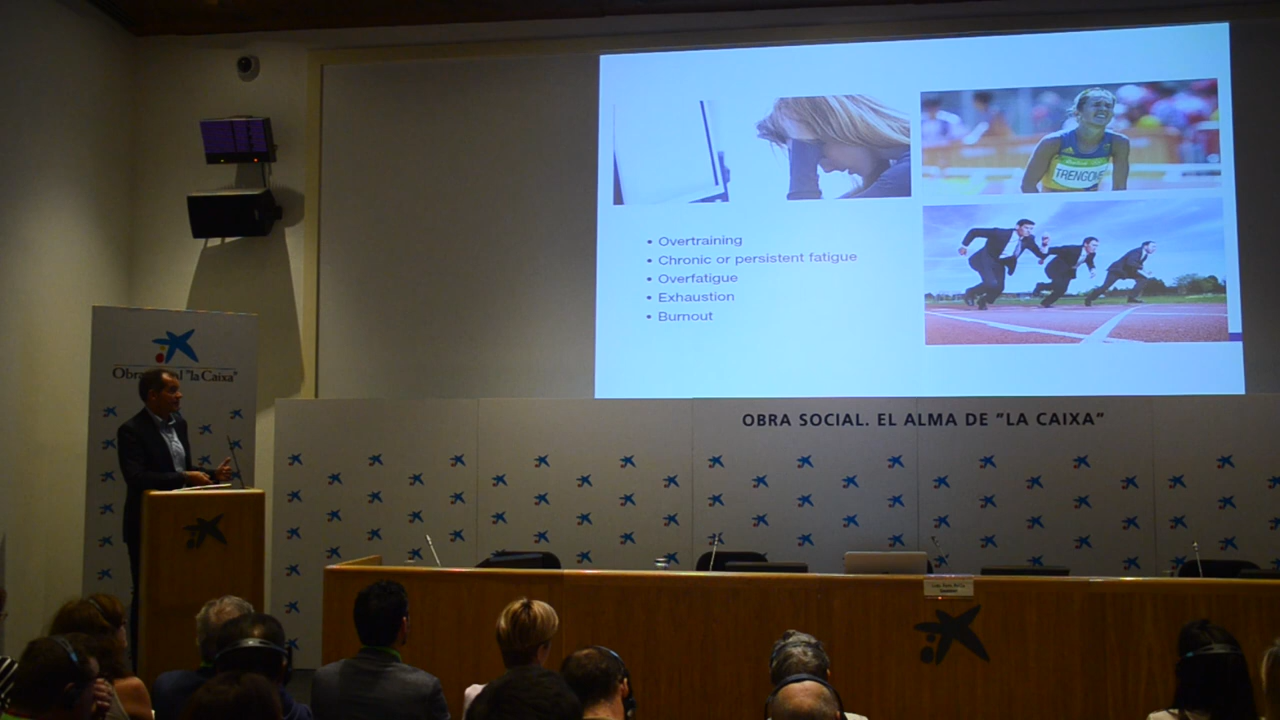 TRENGOVE
• Overtraining
• Chronic or persistent fatigue
• Overfatigue
• Exhaustion
• Burnout
Obra Social "la Caixa"
OBRA SOCIAL. EL ALMA DE "LA CAIXA"